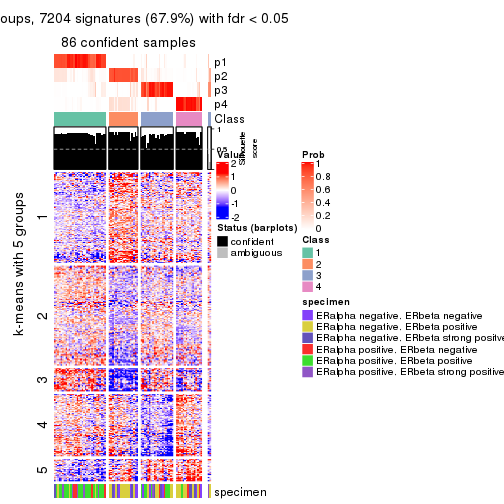 oups, 7204 signatures (67.9%) with fdr < 0.05
86 confident samples
p1
p2
p3
p4
Class
1
0.5
0
Silhouette
score
Value
2
1
0
-1
-2
Status (barplots)
confident
ambiguous
Prob
1
0.8
0.6
0.4
0.2
0
Class
1
2
3
4
specimen
ERalpha negative. ERbeta negative
ERalpha negative. ERbeta positive
ERalpha negative. ERbeta strong positive
ERalpha positive. ERbeta negative
ERalpha positive. ERbeta positive
ERalpha positive. ERbeta strong positive
k-means with 5 groups
1
2
3
4
5
specimen